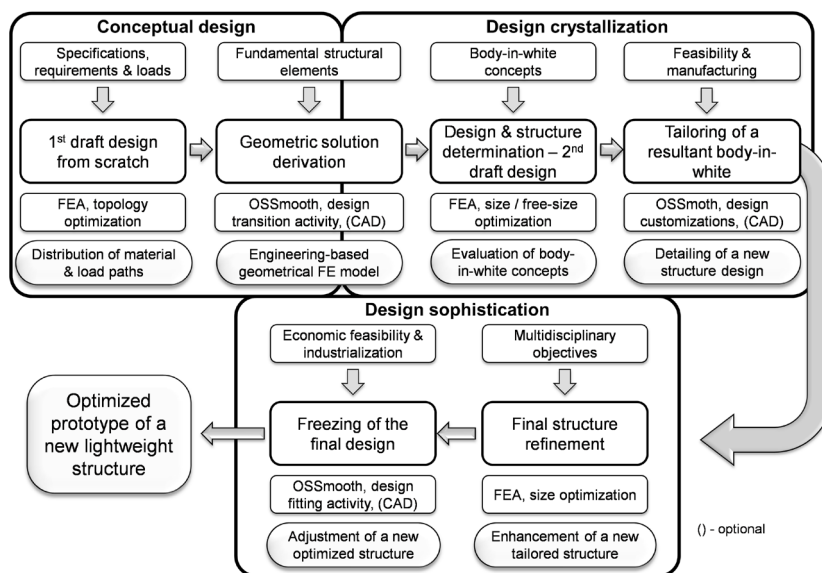 Conceptual design
Design crystallization
Specifications,
requirements & loads
Fundamental structural
elements
Body-in-white
concepts
Feasibility &
manufacturing
1st draft design
from scratch
Geometric solution
derivation
Design & structure
determination – 2nd
draft design
Tailoring of a
resultant body-in-
white
FEA, topology
optimization
OSSmooth, design
transition activity, (CAD)
FEA, size / free-size
optimization
OSSmooth, design
customizations, (CAD)
Distribution of material
& load paths
Engineering-based
geometrical FE model
Evaluation of body-
in-white concepts
Detailing of a new
structure design
Design sophistication
Economic feasibility &
industrialization
Multidisciplinary
objectives
Optimized
prototype of a
new lightweight
structure
Freezing of the
final design
Final structure
refinement
OSSmooth, design
fitting activity, (CAD)
FEA, size optimization
Adjustment of a new
optimized structure
Enhancement of a new
tailored structure
() - optional